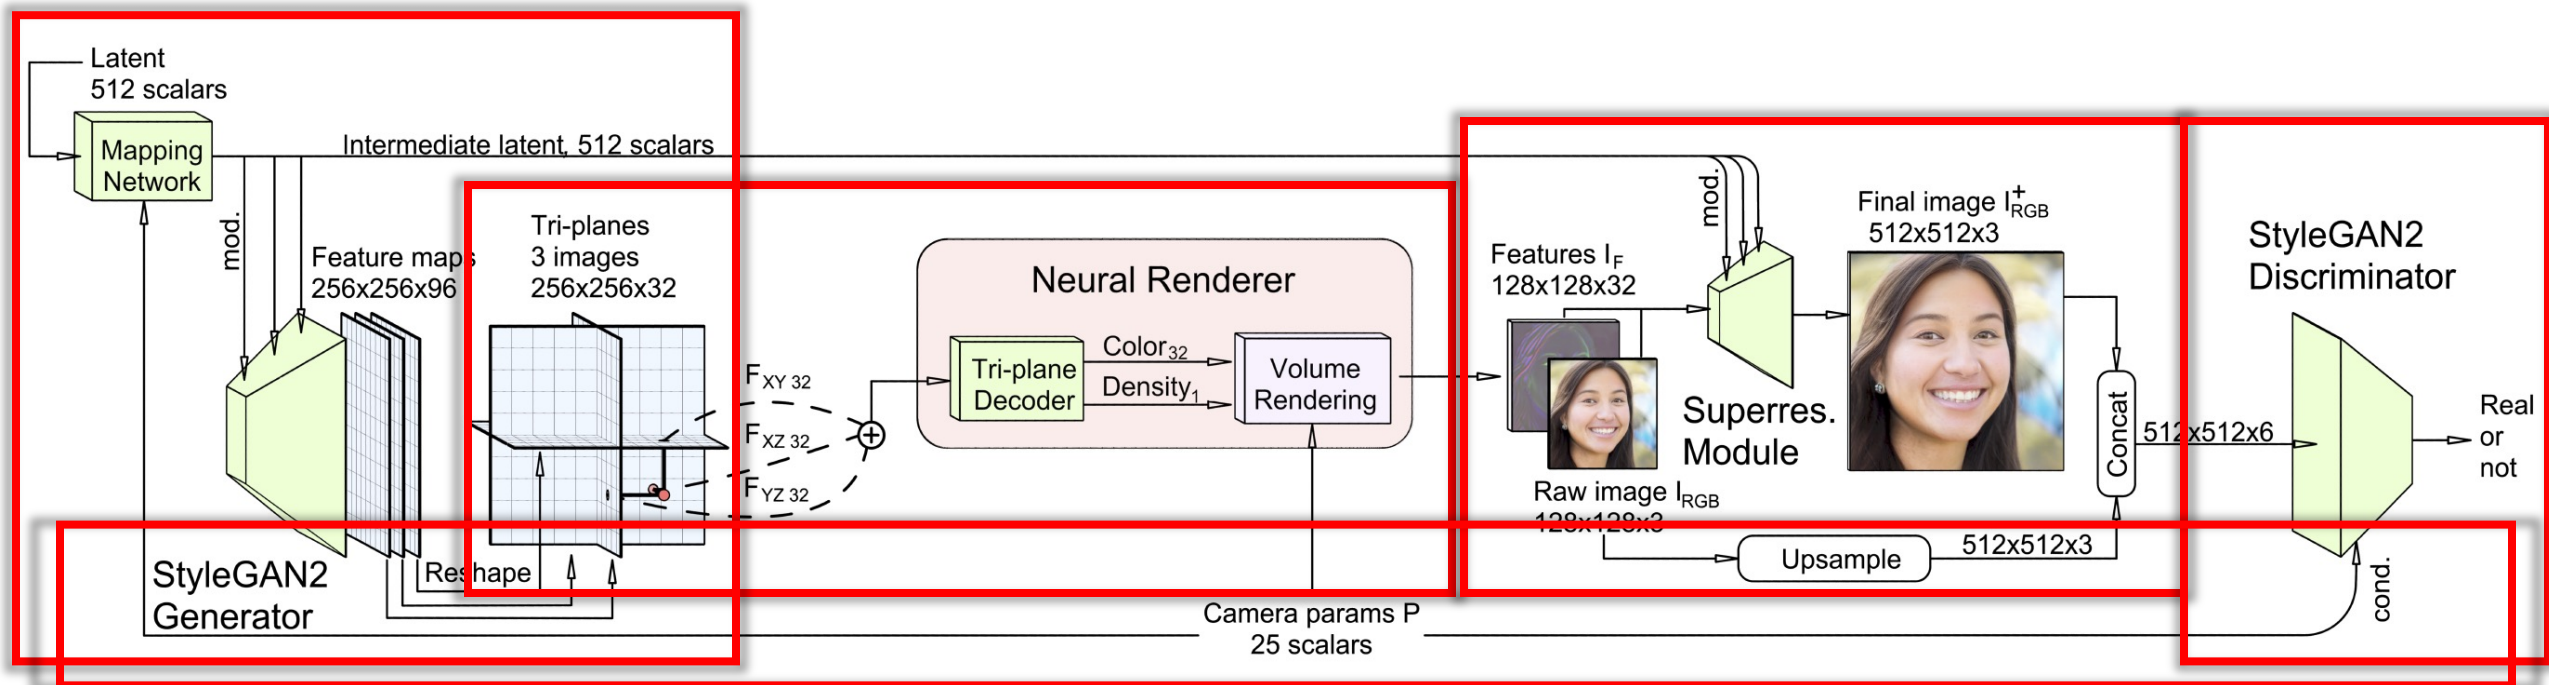 Latent
512 scalars
Mapping
Network
Intermediate latent, 512 scalars
mod.
Feature maps
256x256x96
StyleGAN2
Generator
Reshape
Tri-planes
3 images
256x256x32
FXY 32
FXZ 32
FYZ 32
Neural Renderer
Tri-plane
Decoder
Color32
Density1
Volume
Rendering
Camera params P
25 scalars
Features IF
128x128x32
Raw image IRGB
128x128x3
mod.
Superres.
Module
Final image I+RGB
512x512x3
Upsample
512x512x3
Concat
512x512x6
StyleGAN2
Discriminator
Real
or
not
cond.